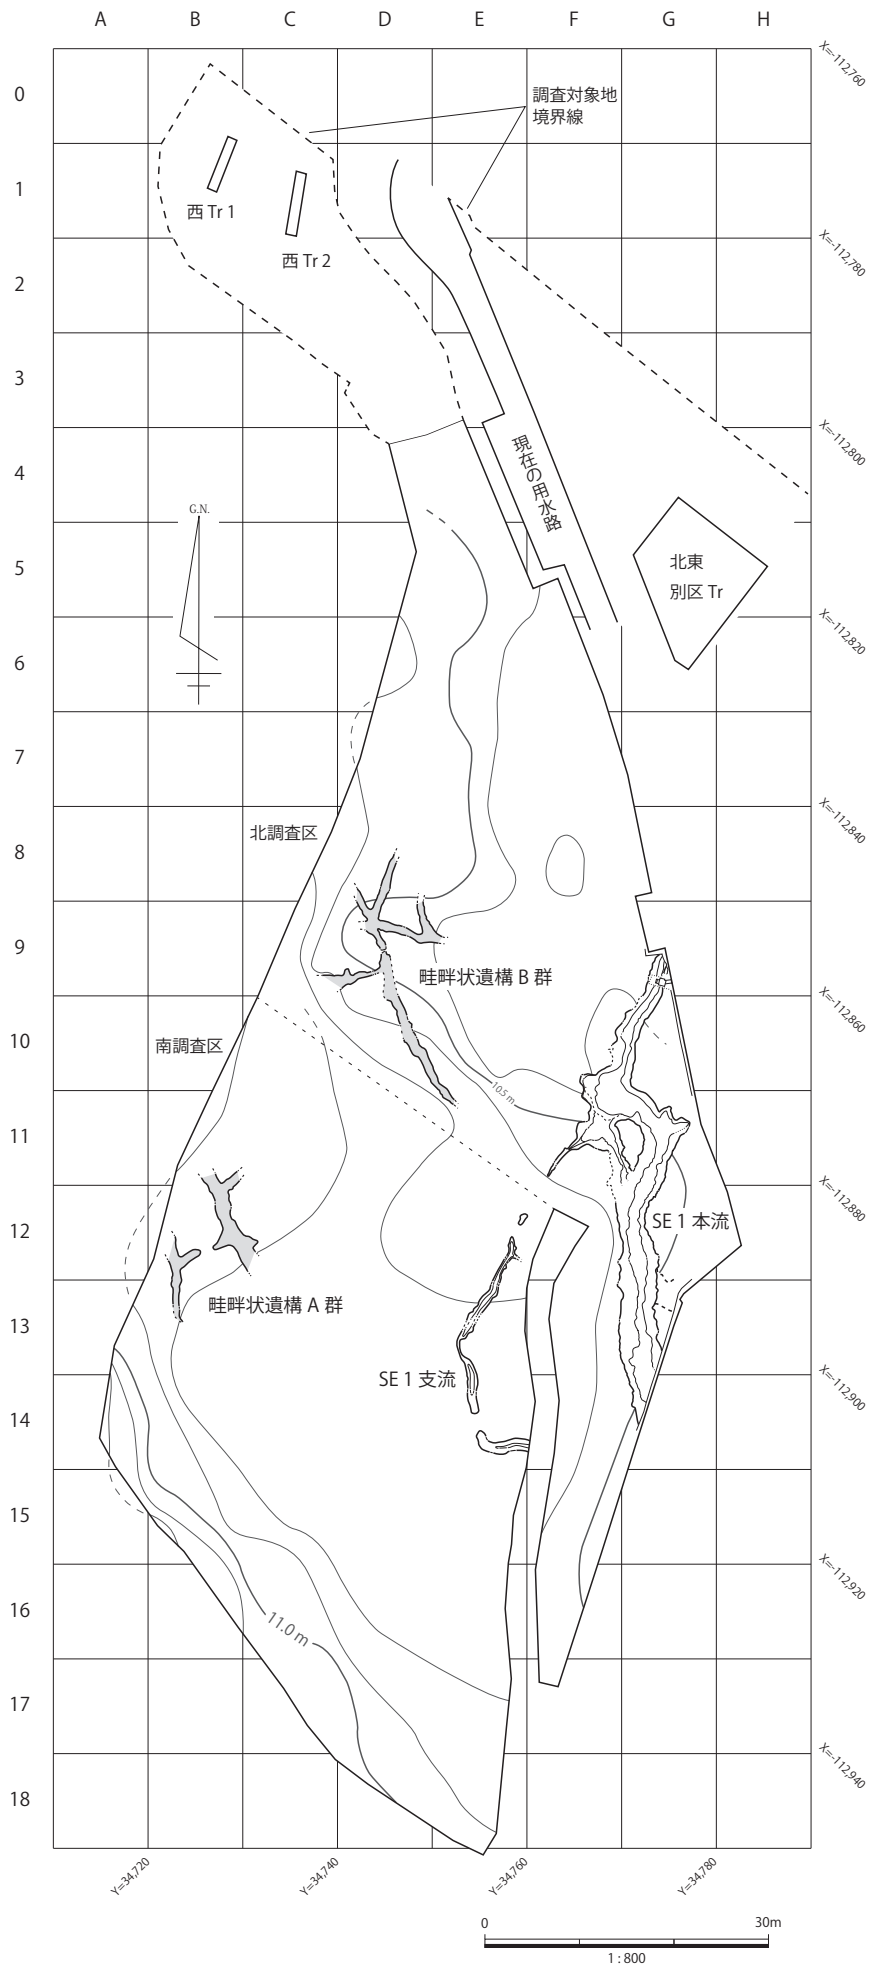 A B C D E F G H
X=-112,760
0
調査対象地
境界線
1
西 Tr 1
西 Tr 2
X=-112,780
2
3
X=-112,800
4
現在の用水路
G.N.
5
北東
別区 Tr
X=-112,820
6
7
X=-112,840
北調査区
8
9
畦畔状遺構 B 群
X=-112,860
10
南調査区
10.5 m
11
X=-112,880
12
SE 1 本流
畦畔状遺構 A 群
13
SE 1 支流
X=-112,900
14
15
X=-112,920
16
11.0 m
17
X=-112,940
18
Y=34,720
Y=34,740
Y=34,760
Y=34,780
0 30m
1 : 800